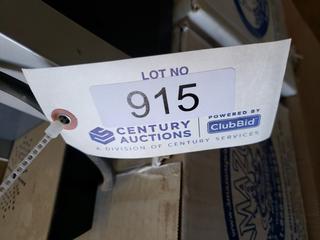 LOT NO
915
CENTURY
AUCTIONS
POWERED BY
ClubBid
A DIVISION OF CENTURY SERVICES